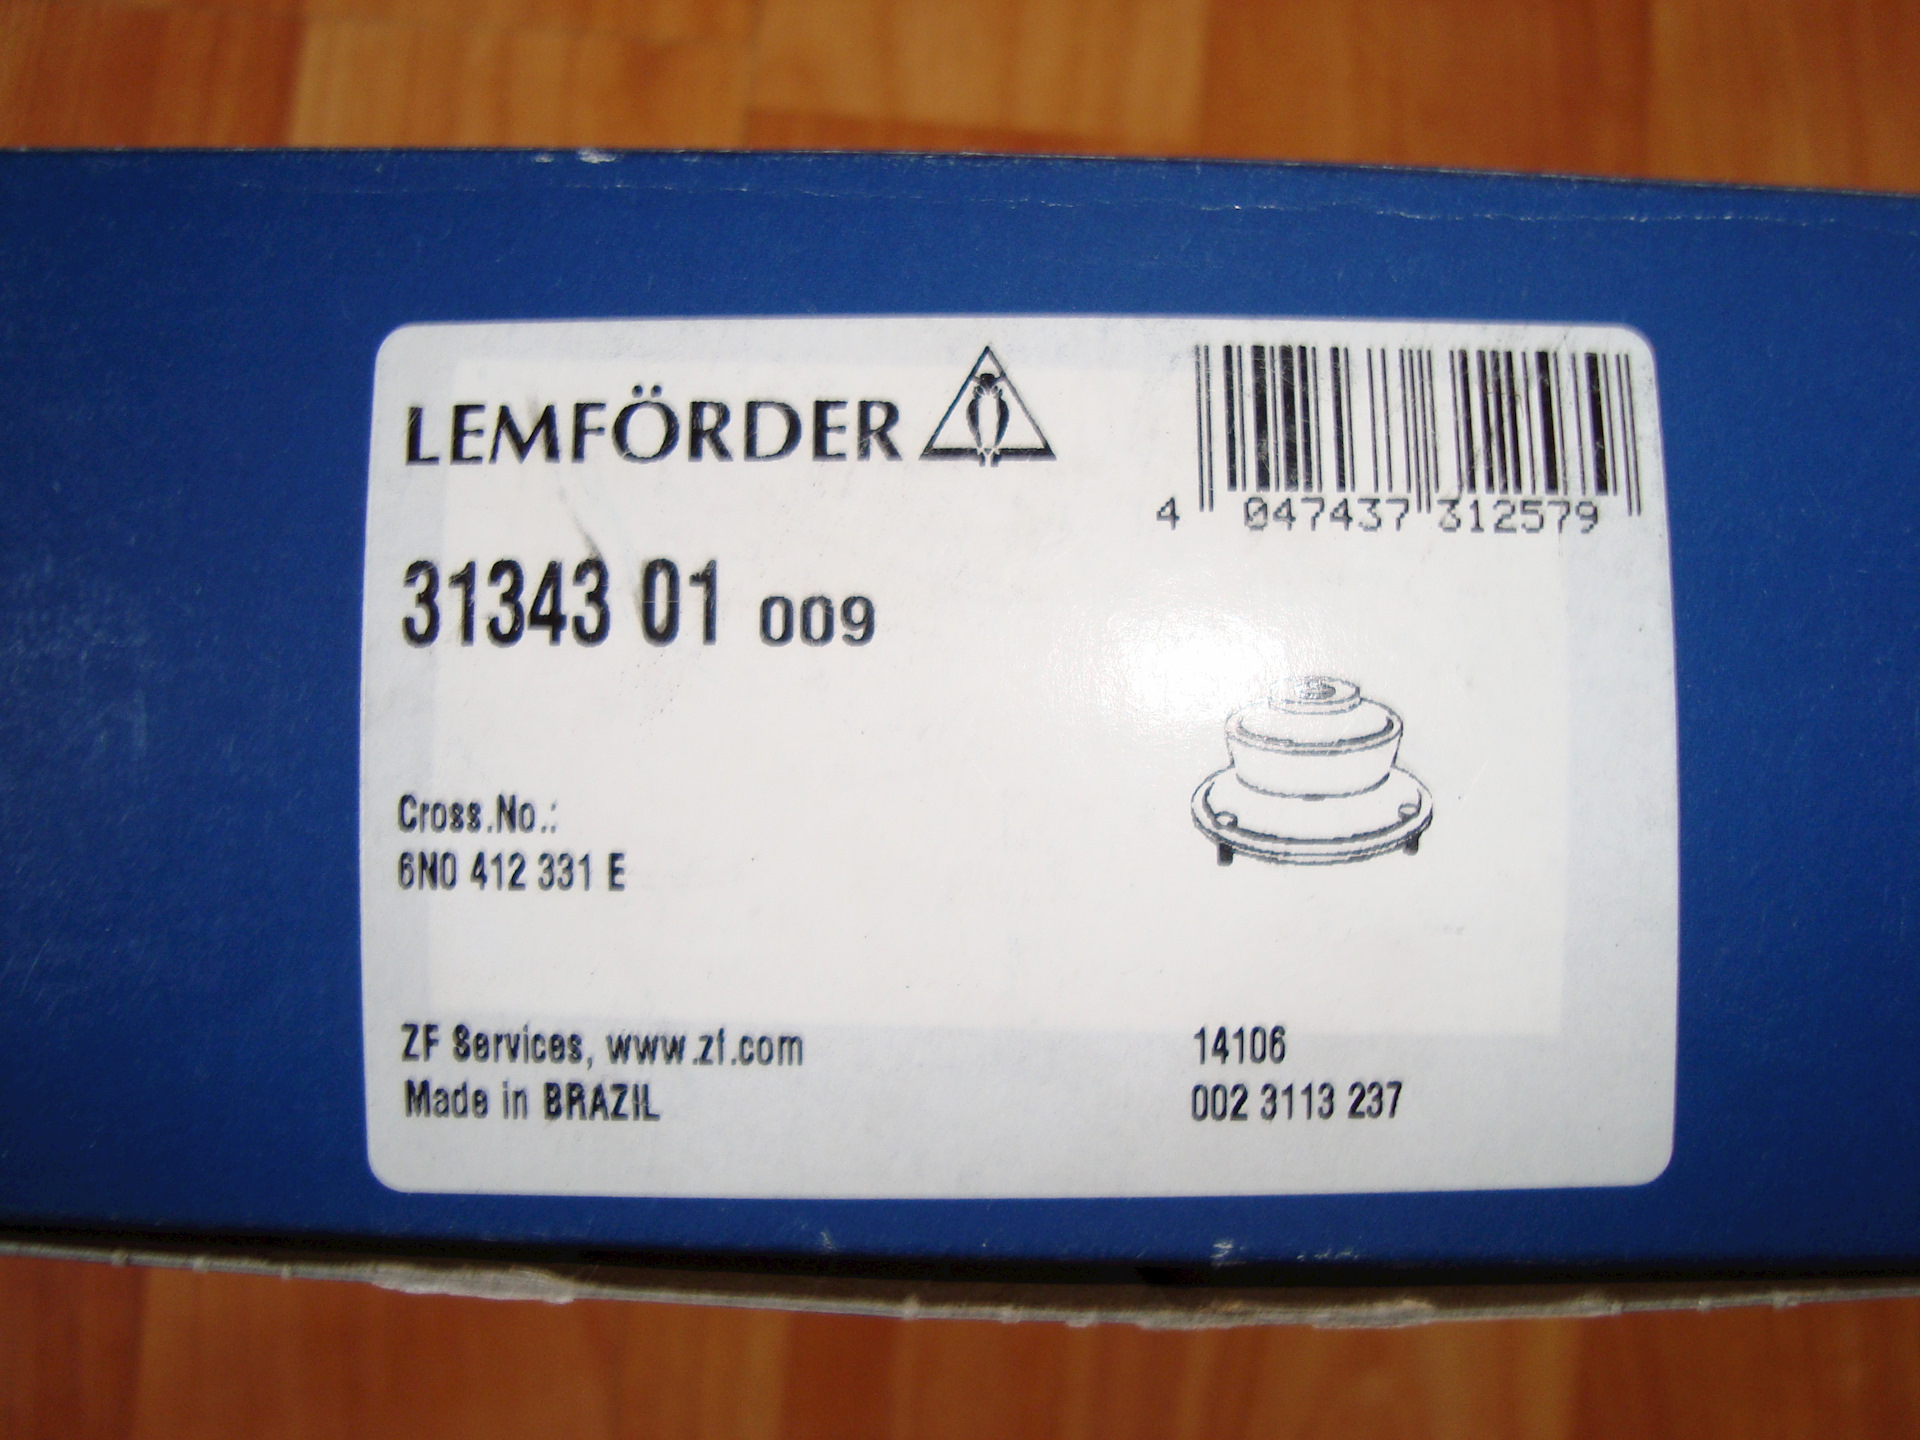 LEMFÖRDER
4 047437 312579
31343 01 009
Cross.No.:
6N0 412 331 E
ZF Services, www.zf.com
Made in BRAZIL
14106
002 3113 237